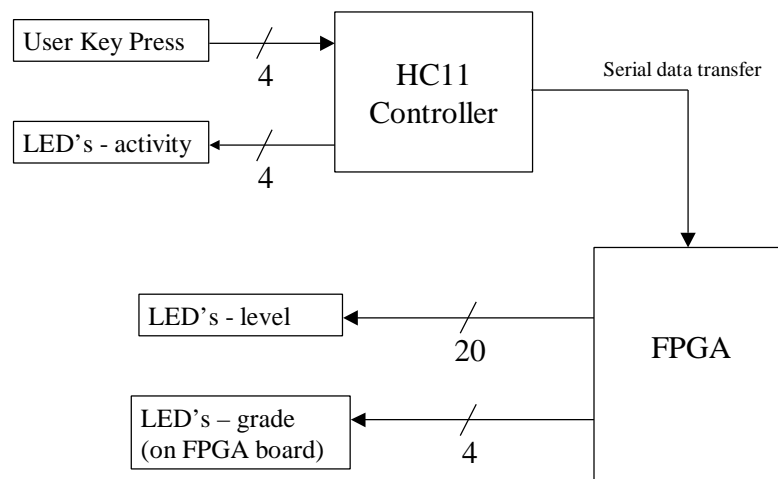 User Key Press
4
HC11
Controller
Serial data transfer
LED’s - activity
4
LED’s - level
20
FPGA
LED’s – grade
(on FPGA board)
4